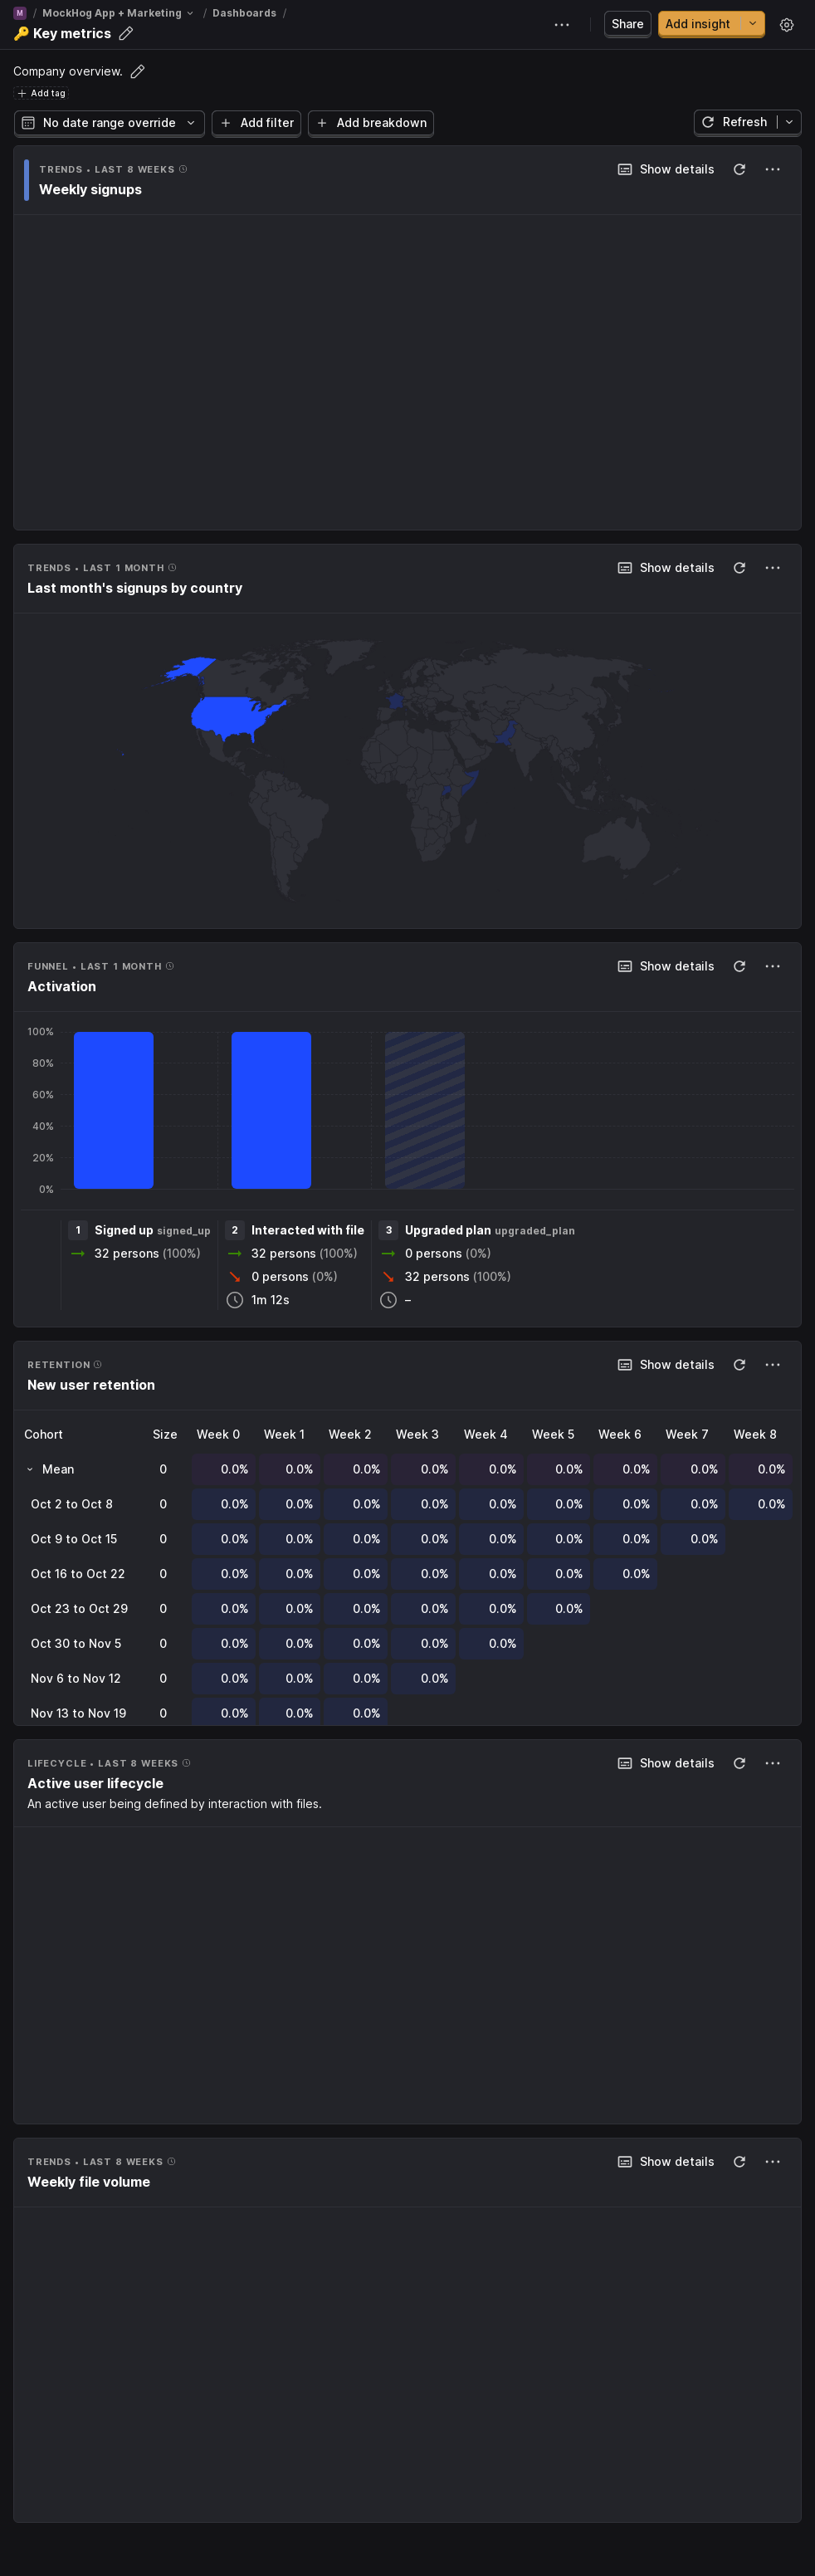 M / MockHog App + Marketing / Dashboards /
🔑 Key metrics
Share
Add insight
Company overview.
Add tag
No date range override
Add filter
Add breakdown
Refresh
TRENDS • LAST 8 WEEKS
Show details
Weekly signups
TRENDS • LAST 1 MONTH
Show details
Last month's signups by country
FUNNEL • LAST 1 MONTH
Show details
Activation
100%
80%
60%
40%
20%
0%
1 Signed up signed_up
32 persons (100%)
2 Interacted with file
32 persons (100%)
0 persons (0%)
1m 12s
3 Upgraded plan upgraded_plan
0 persons (0%)
32 persons (100%)
–
RETENTION
Show details
New user retention
Cohort Size Week 0 Week 1 Week 2 Week 3 Week 4 Week 5 Week 6 Week 7 Week 8
Mean 0 0.0% 0.0% 0.0% 0.0% 0.0% 0.0% 0.0% 0.0% 0.0%
Oct 2 to Oct 8 0 0.0% 0.0% 0.0% 0.0% 0.0% 0.0% 0.0% 0.0% 0.0%
Oct 9 to Oct 15 0 0.0% 0.0% 0.0% 0.0% 0.0% 0.0% 0.0% 0.0%
Oct 16 to Oct 22 0 0.0% 0.0% 0.0% 0.0% 0.0% 0.0% 0.0%
Oct 23 to Oct 29 0 0.0% 0.0% 0.0% 0.0% 0.0% 0.0%
Oct 30 to Nov 5 0 0.0% 0.0% 0.0% 0.0% 0.0%
Nov 6 to Nov 12 0 0.0% 0.0% 0.0% 0.0%
Nov 13 to Nov 19 0 0.0% 0.0% 0.0%
LIFECYCLE • LAST 8 WEEKS
Show details
Active user lifecycle
An active user being defined by interaction with files.
TRENDS • LAST 8 WEEKS
Show details
Weekly file volume